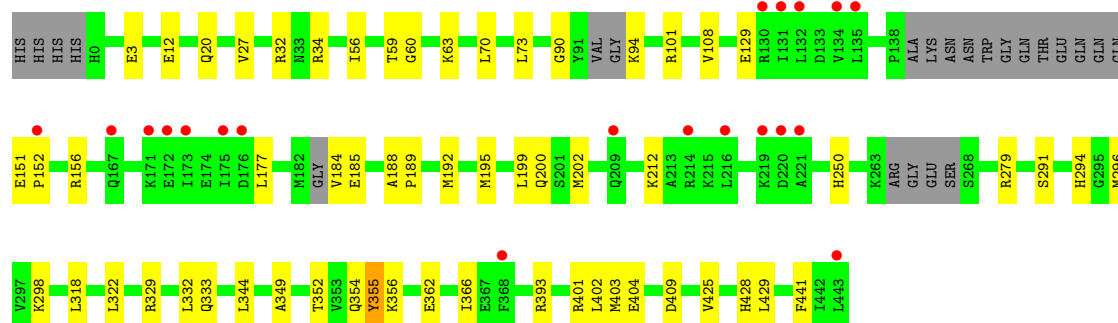 HIS HIS HIS HIS H0 E3 E12 Q20 V27 R32 N33 R34 I56 T59 G60 K63 L70 L73 G90 Y91 VAL GLY K94 R101 V108 E129 R130 I131 L132 D133 V134 L135 P138 ALA LYS ASN ASN TRP GLY GLN THR GLU GLN GLN GLN
E151 P152 R156 Q167 K171 E172 I173 E174 I175 D176 L177 M182 GLY V184 E185 A188 P189 M192 M195 L199 Q200 S201 M202 Q209 K212 A213 R214 K215 L216 K219 D220 A221 H250 K263 ARG GLY GLU SER S268 R279 S291 H294 G295 M296
V297 K298 L318 L322 R329 L332 Q333 L344 A349 T352 V353 Q354 Y355 K356 E362 I366 E367 F368 R393 R401 L402 M403 E404 D409 V425 H428 L429 F441 I442 L443